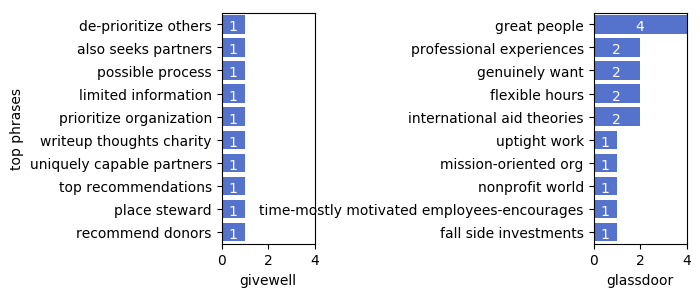 top phrases
de-prioritize others 1
also seeks partners 1
possible process 1
limited information 1
prioritize organization 1
writeup thoughts charity 1
uniquely capable partners 1
top recommendations 1
place steward 1
recommend donors 1
0 2 4
givewell
great people 4
professional experiences 2
genuinely want 2
flexible hours 2
international aid theories 2
uptight work 1
mission-oriented org 1
nonprofit world 1
time-mostly motivated employees-encourages 1
fall side investments 1
0 2 4
glassdoor